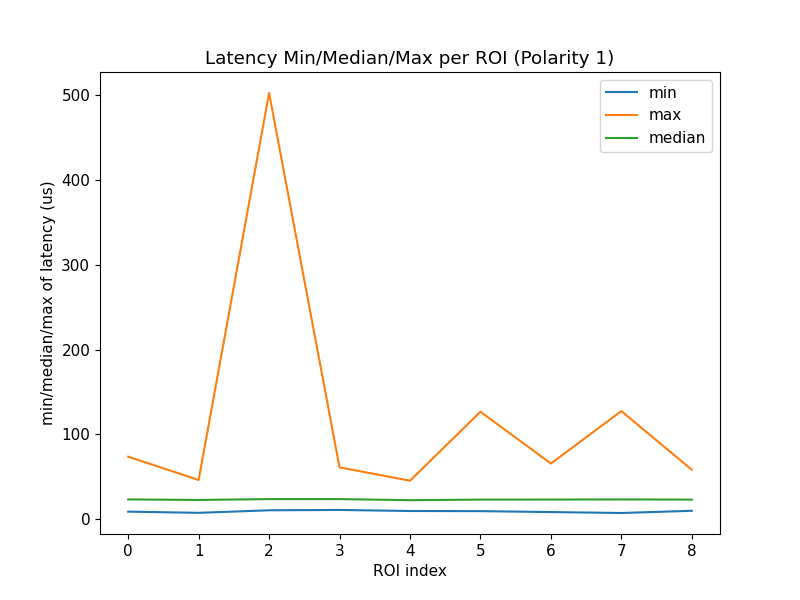 Latency Min/Median/Max per ROI (Polarity 1)
min
max
median
min/median/max of latency (us)
500
400
300
200
100
0
0 1 2 3 4 5 6 7 8
ROI index